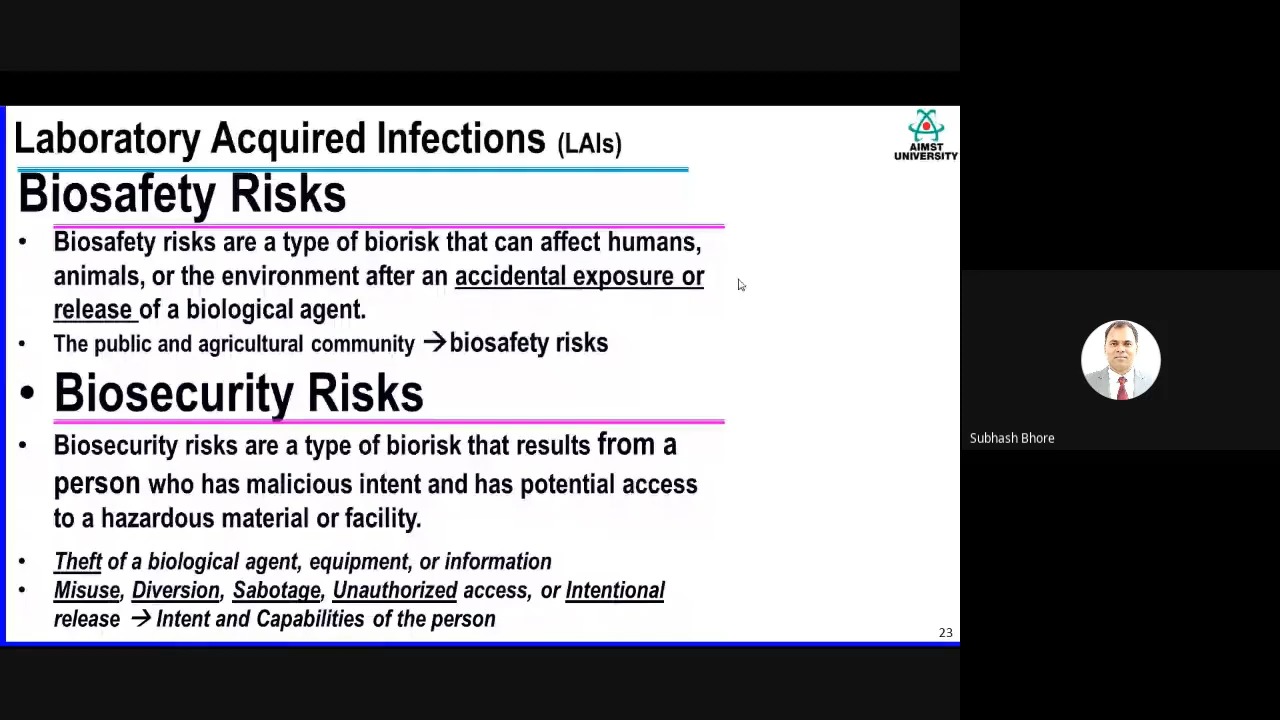 Laboratory Acquired Infections (LAIs)
AIMST
UNIVERSITY
Biosafety Risks
• Biosafety risks are a type of biorisk that can affect humans,
animals, or the environment after an accidental exposure or
release of a biological agent.
• The public and agricultural community → biosafety risks
• Biosecurity Risks
• Biosecurity risks are a type of biorisk that results from a
person who has malicious intent and has potential access
to a hazardous material or facility.
• Theft of a biological agent, equipment, or information
• Misuse, Diversion, Sabotage, Unauthorized access, or Intentional
release → Intent and Capabilities of the person
23
Subhash Bhore